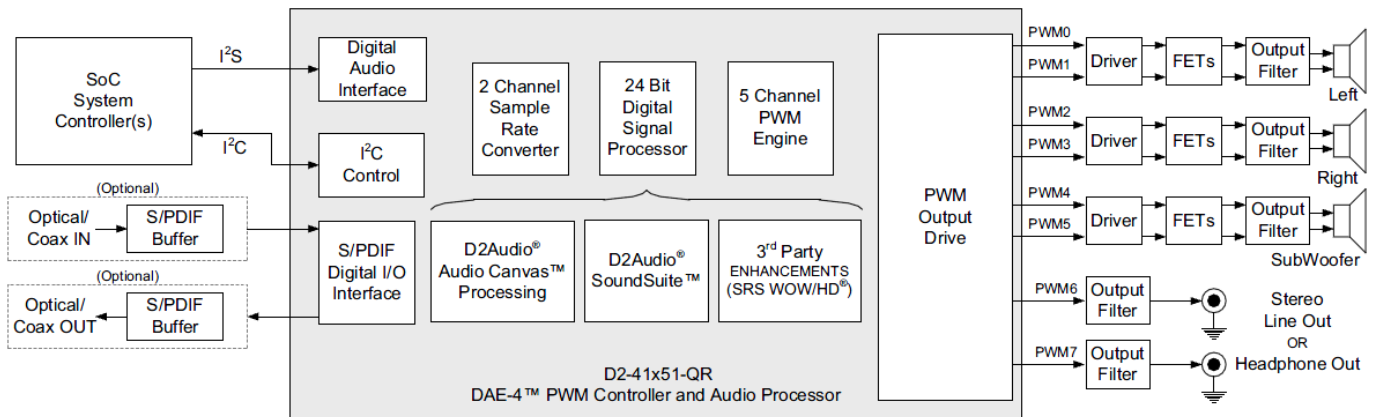 SoC
System
Controller(s)
I²S
I²C
(Optional)
Optical/
Coax IN
S/PDIF
Buffer
(Optional)
Optical/
Coax OUT
S/PDIF
Buffer
Digital
Audio
Interface
I²C
Control
S/PDIF
Digital I/O
Interface
2 Channel
Sample
Rate
Converter
24 Bit
Digital
Signal
Processor
5 Channel
PWM
Engine
D2Audio®
Audio Canvas™
Processing
D2Audio®
SoundSuite™
3rd Party
ENHANCEMENTS
(SRS WOW/HD®)
D2-41x51-QR
DAE-4™ PWM Controller and Audio Processor
PWM
Output
Drive
PWM0
PWM1
Driver
FETs
Output
Filter
Left
PWM2
PWM3
Driver
FETs
Output
Filter
Right
PWM4
PWM5
Driver
FETs
Output
Filter
SubWoofer
PWM6
Output
Filter
PWM7
Output
Filter
Stereo
Line Out
OR
Headphone Out